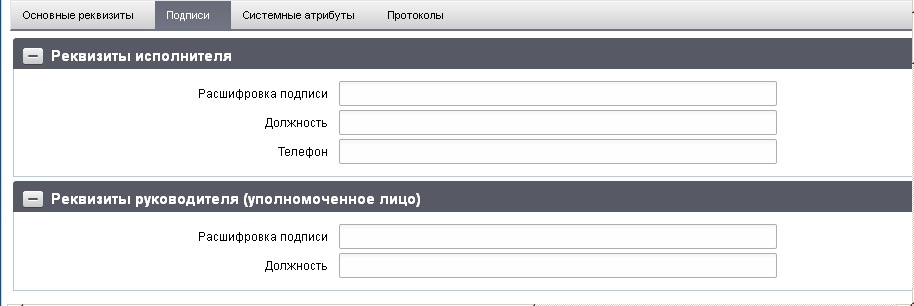 Основные реквизиты Подписи Системные атрибуты Протоколы
Реквизиты исполнителя
Расшифровка подписи
Должность
Телефон
Реквизиты руководителя (уполномоченное лицо)
Расшифровка подписи
Должность